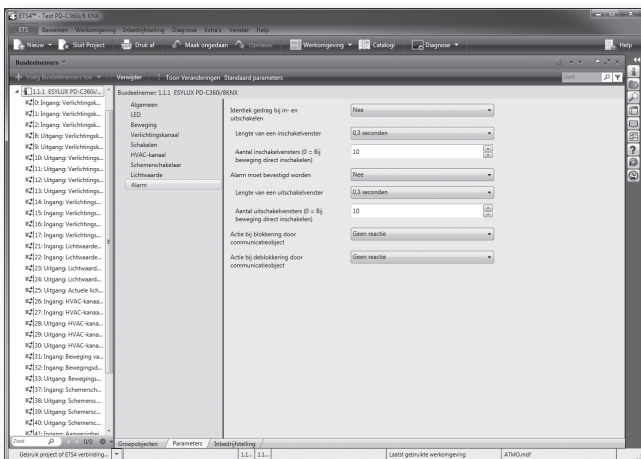 ETS4™ - Test PD-C360i/8 KNX
ETS Bewerken Werkomgeving Inbedrijfstelling Diagnose Extra's Venster Help
Nieuw Sluit Project Druk af Maak ongedaan Opnieuw Werkomgeving Catalogi Diagnose Help
Busdeelnemers
Voeg Busdeelnemers toe Verwijder Toon Veranderingen Standaard parameters Zoek
1.1.1 ESYLUX PD-C360i/...
0: Ingang: Verlichtingsk...
1: Ingang: Verlichtingsk...
2: Ingang: Verlichtingsk...
8: Uitgang: Verlichtingsk...
9: Uitgang: Verlichtingsk...
10: Uitgang: Verlichtings...
11: Uitgang: Verlichtings...
12: Uitgang: Verlichtings...
13: Uitgang: Verlichtings...
14: Ingang: Verlichtings...
15: Ingang: Verlichtings...
16: Ingang: Verlichtings...
17: Ingang: Verlichtings...
21: Ingang: Lichtwaarde...
22: Ingang: Lichtwaarde...
23: Uitgang: Lichtwaard...
24: Uitgang: Lichtwaard...
25: Uitgang: Actuele lich...
26: Ingang: HVAC-kanaa...
27: Ingang: HVAC-kanaa...
28: Uitgang: HVAC-kana...
29: Uitgang: HVAC-kana...
30: Uitgang: HVAC-kana...
31: Ingang: Beweging va...
32: Ingang: Bewegingsd...
33: Uitgang: Bewegings...
37: Ingang: Schemersch...
38: Uitgang: Schemersc...
39: Uitgang: Schemersc...
40: Uitgang: Schemersc...
41: Ingang: Aanwezighei...
Zoek 0/0
Busdeelnemer: 1.1.1 ESYLUX PD-C360i/8KNX
Algemeen
LED
Beweging
Verlichtingskanaal
Schakelen
HVAC-kanaal
Schemerschakelaar
Lichtwaarde
Alarm
Identiek gedrag bij in- en
uitschakelen
Nee
Lengte van een inschakelvenster
0,3 seconden
Aantal inschakelvensters (0 = Bij
beweging direct inschakelen)
10
Alarm moet bevestigd worden
Nee
Lengte van een uitschakelvenster
0,3 seconden
Aantal uitschakelvensters (0 = Bij
beweging direct inschakelen)
10
Actie bij blokkering door
communicatieobject
Geen reactie
Actie bij deblokkering door
communicatieobject
Geen reactie
Groepobjecten Parameters Inbedrijfstelling
Gebruik project of ETS4 verbinding... 1.1... 1.1.... Laatst gebruikte werkomgeving ATMO.mdf